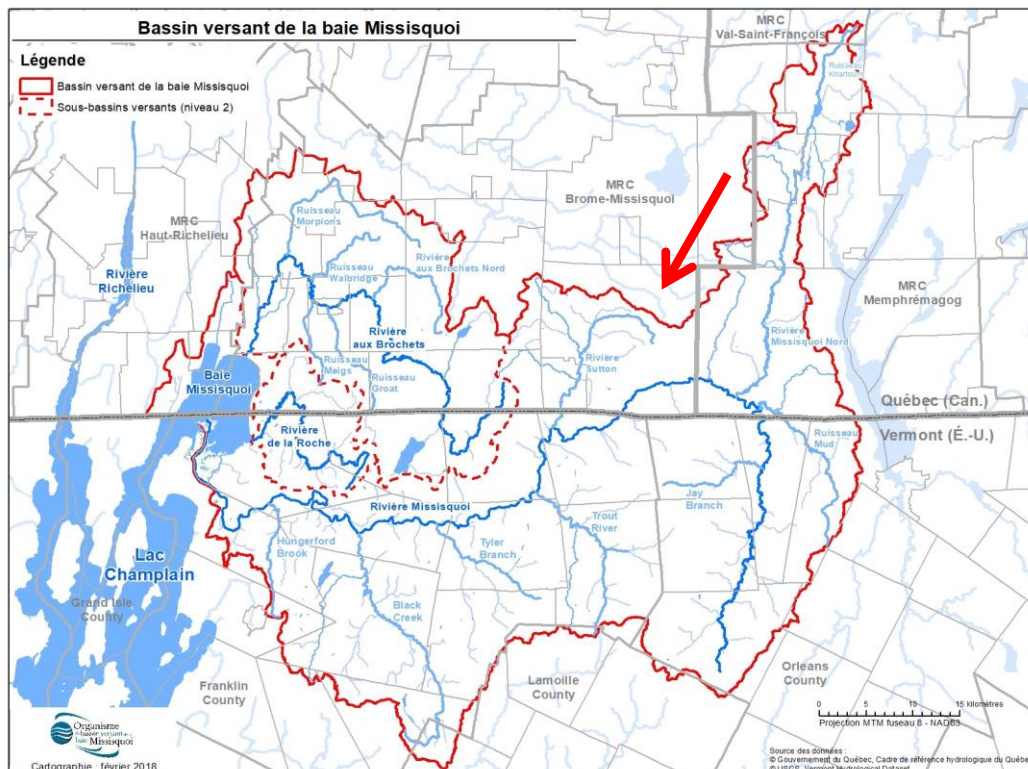 Bassin versant de la baie Missisquoi
Légende
Bassin versant de la baie Missisquoi
Sous-bassins versants (niveau 2)
MRC
Val-Saint-François
Ruisseau
Khartoum
MRC
Brome-Missisquoi
MRC
Haut-Richelieu
Ruisseau
Morpions
Rivière
aux Brochets Nord
Ruisseau
Walbridge
Rivière
Richelieu
MRC
Memphrémagog
Rivière
Missisquoi Nord
Rivière
aux Brochets
Rivière
Sutton
Baie
Missisquoi
Ruisseau
Meigs
Ruisseau
Groat
Québec (Can.)
Vermont (É.-U.)
Rivière
de la Roche
Ruisseau
Mud
Jay
Branch
Rivière Missisquoi
Trout
River
Hungerford
Brook
Tyler
Branch
Lac
Champlain
Grand Isle
County
Black
Creek
Franklin
County
Lamoille
County
Orleans
County
0 5 10 15 kilomètres
Projection MTM fuseau 8 - NAD83
Organisme
de bassin versant de la
baie Missisquoi
Cartographie : février 2018
Source des données :
© Gouvernement du Québec, Cadre de référence hydrologique du Québe
© USGS, Vermont Hydrological Dataset